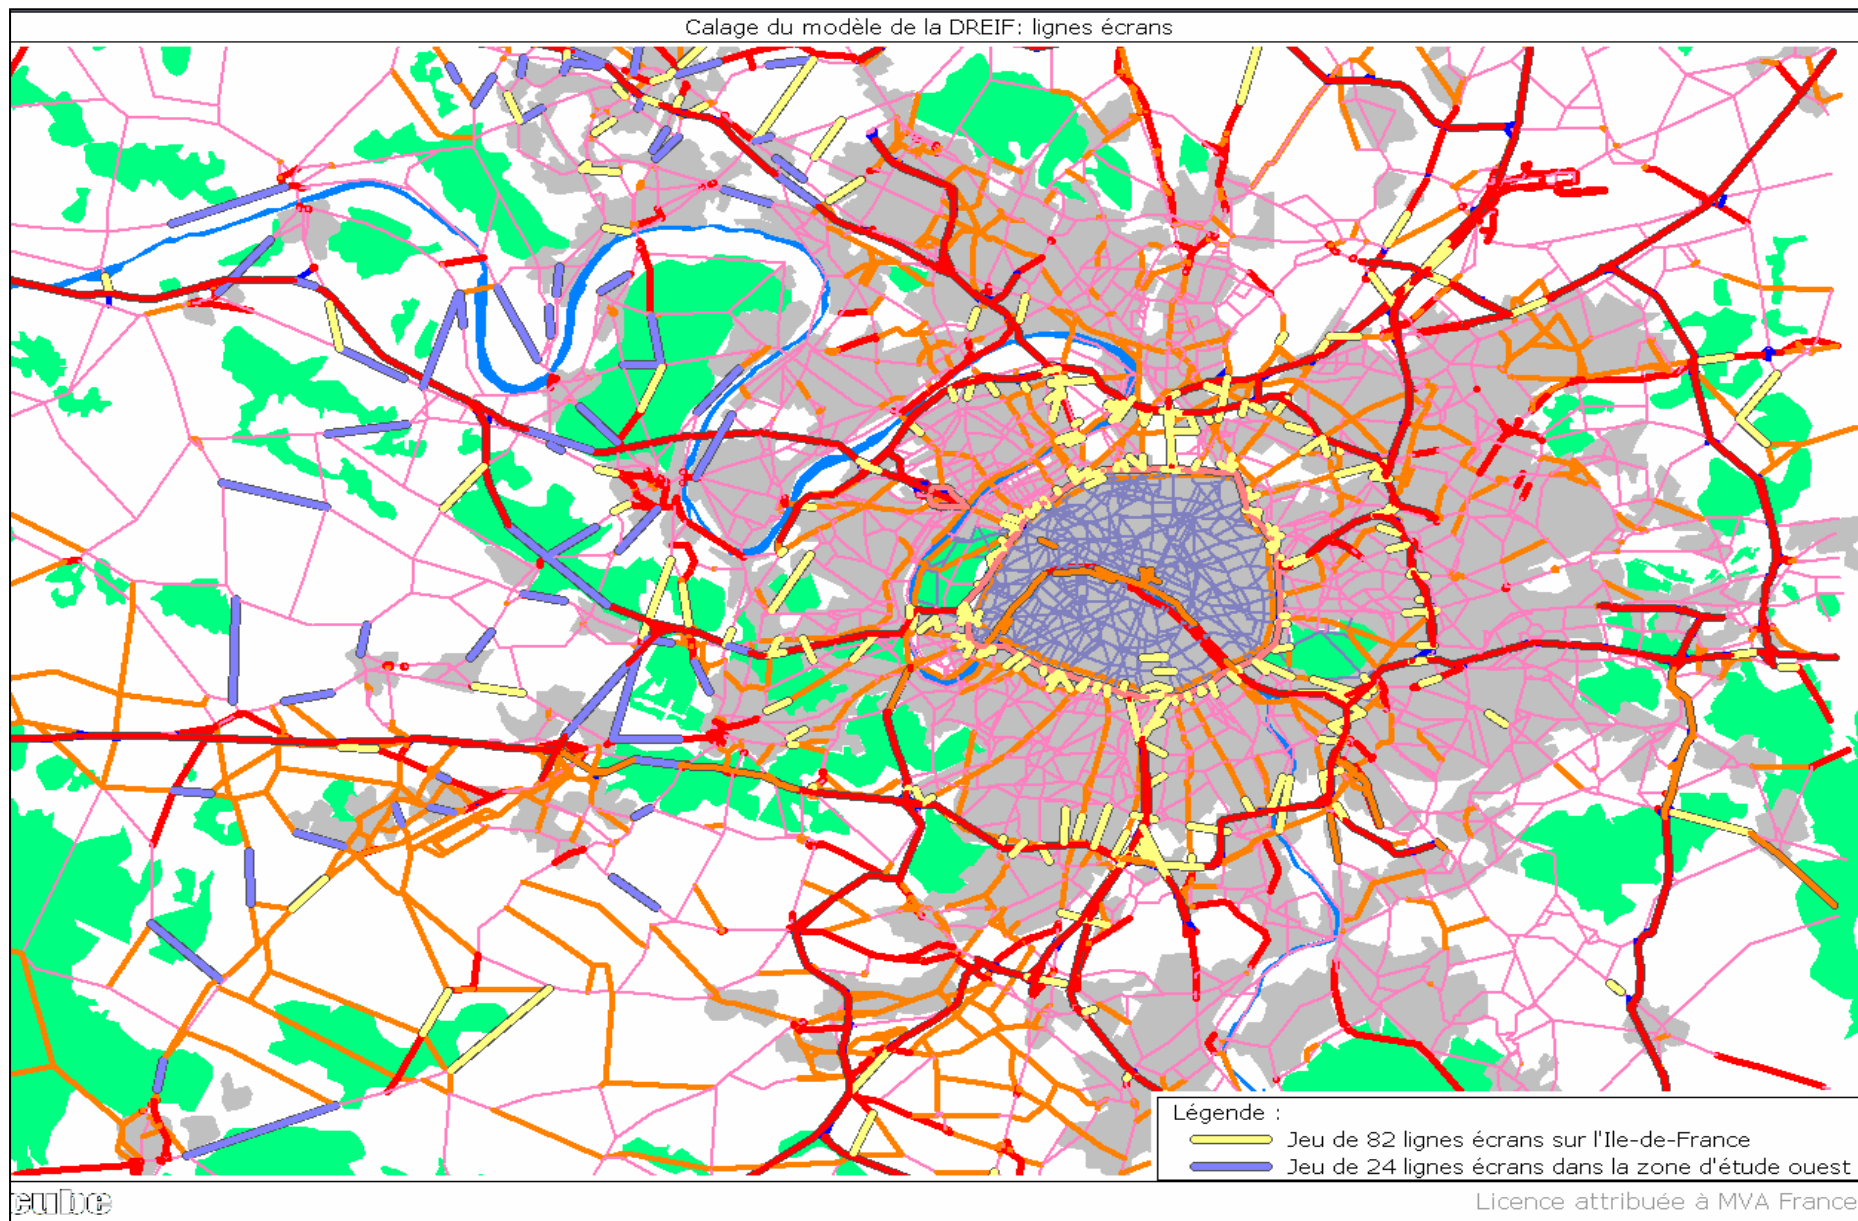 Calage du modèle de la DREIF: lignes écrans
Légende :
Jeu de 82 lignes écrans sur l'Ile-de-France
Jeu de 24 lignes écrans dans la zone d'étude ouest
cube
Licence attribuée à MVA France